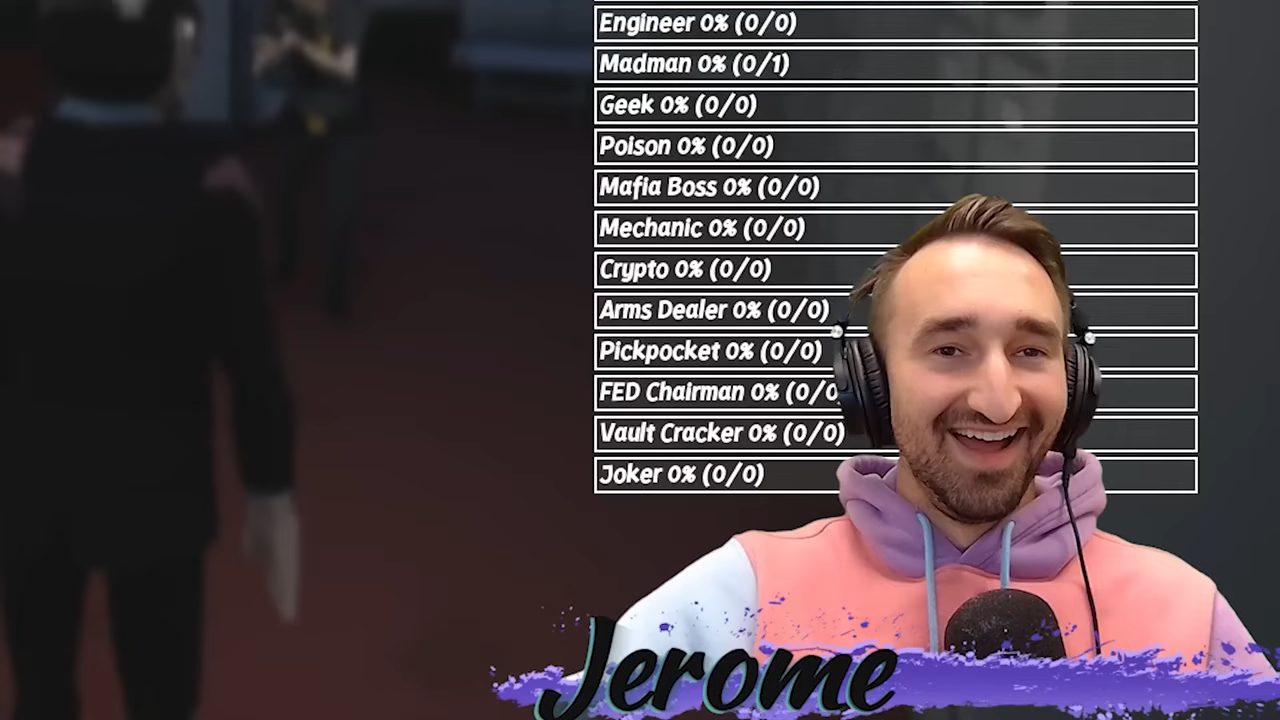 Engineer 0% (0/0)
Madman 0% (0/1)
Geek 0% (0/0)
Poison 0% (0/0)
Mafia Boss 0% (0/0)
Mechanic 0% (0/0)
Crypto 0% (0/0)
Arms Dealer 0% (0/0)
Pickpocket 0% (0/0)
FED Chairman 0% (0/0
Vault Cracker 0% (0/0)
Joker 0% (0/0)
Jerome